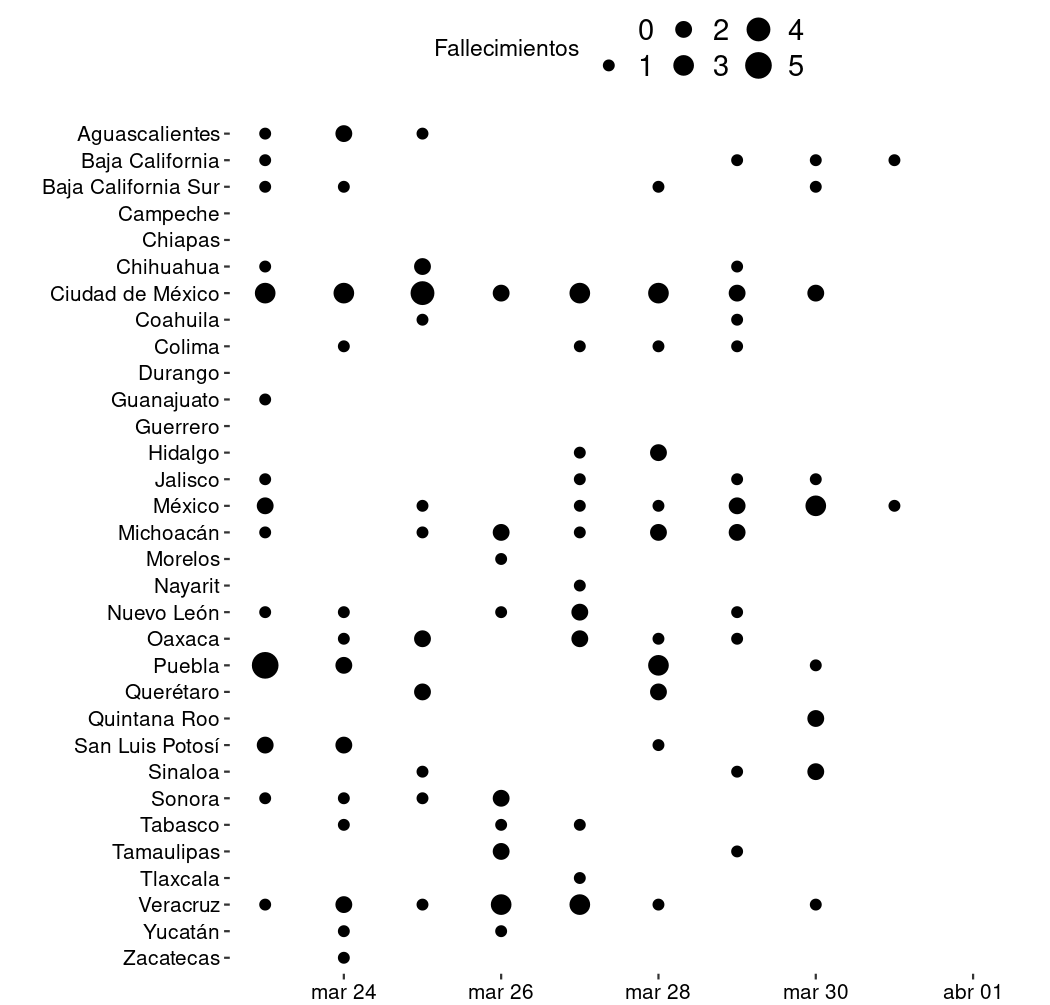 Fallecimientos
0 2 4
1 3 5
Aguascalientes
Baja California
Baja California Sur
Campeche
Chiapas
Chihuahua
Ciudad de México
Coahuila
Colima
Durango
Guanajuato
Guerrero
Hidalgo
Jalisco
México
Michoacán
Morelos
Nayarit
Nuevo León
Oaxaca
Puebla
Querétaro
Quintana Roo
San Luis Potosí
Sinaloa
Sonora
Tabasco
Tamaulipas
Tlaxcala
Veracruz
Yucatán
Zacatecas
mar 24 mar 26 mar 28 mar 30 abr 01